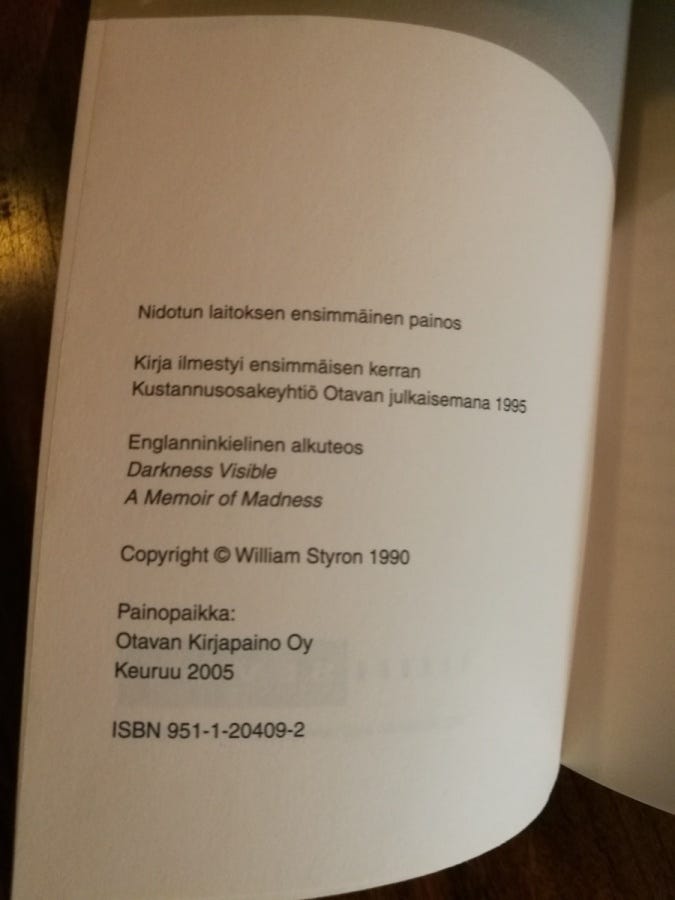 Nidotun laitoksen ensimmäinen painos
Kirja ilmestyi ensimmäisen kerran
Kustannusosakeyhtiö Otavan julkaisemana 1995
Englanninkielinen alkuteos
Darkness Visible
A Memoir of Madness
Copyright © William Styron 1990
Painopaikka:
Otavan Kirjapaino Oy
Keuruu 2005
ISBN 951-1-20409-2